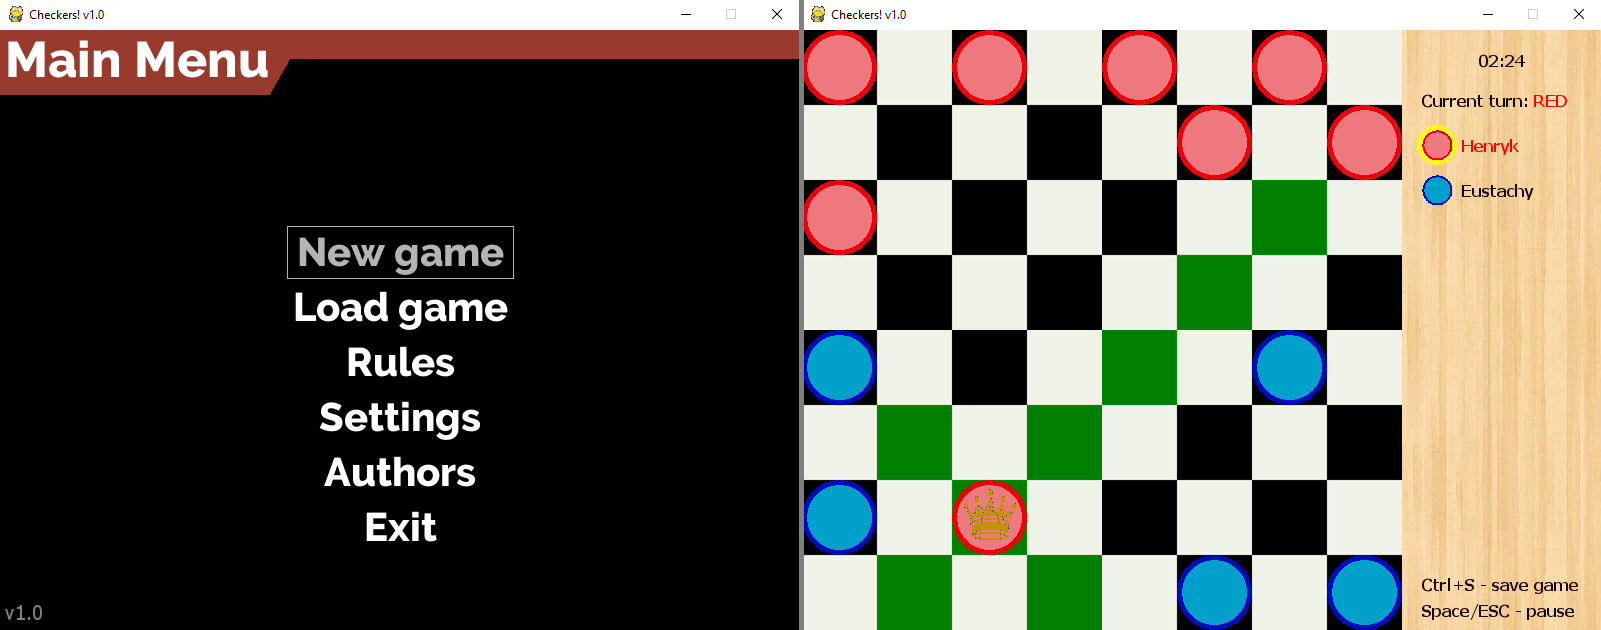 Checkers! v1.0
Main Menu
New game
Load game
Rules
Settings
Authors
Exit
v1.0
Checkers! v1.0
02:24
Current turn: RED
Henryk
Eustachy
Ctrl+S - save game
Space/ESC - pause